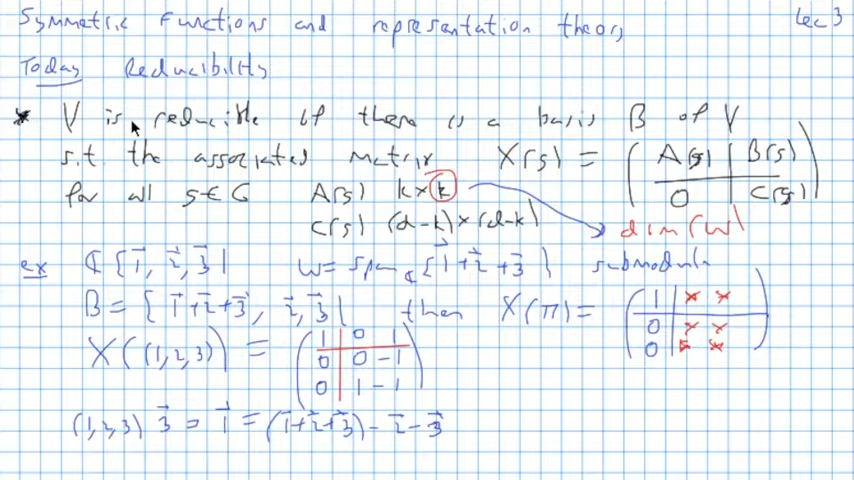 Symmetric Functions and representation theory Lec 3
Today Reducibility
* V is reducible if there is a basis B of V
s.t. the associated matrix X(g) = ( A(g) | B(g) / 0 | C(g) )
for all g ∈ G A(g) k×k
C(g) (d-k)×(d-k) dim(W)
ex ℂ{1⃗, 2⃗, 3⃗} W = span_ℂ{1⃗+2⃗+3⃗} submodule
B = {1⃗+2⃗+3⃗, 2⃗, 3⃗} then X(π) = ( 1 | * * / 0 | * * / 0 | * * )
X((1,2,3)) = ( 1 | 0 1 / 0 | 0 -1 / 0 | 1 -1 )
(1,2,3) 3⃗ = 1⃗ = (1⃗+2⃗+3⃗) - 2⃗ - 3⃗